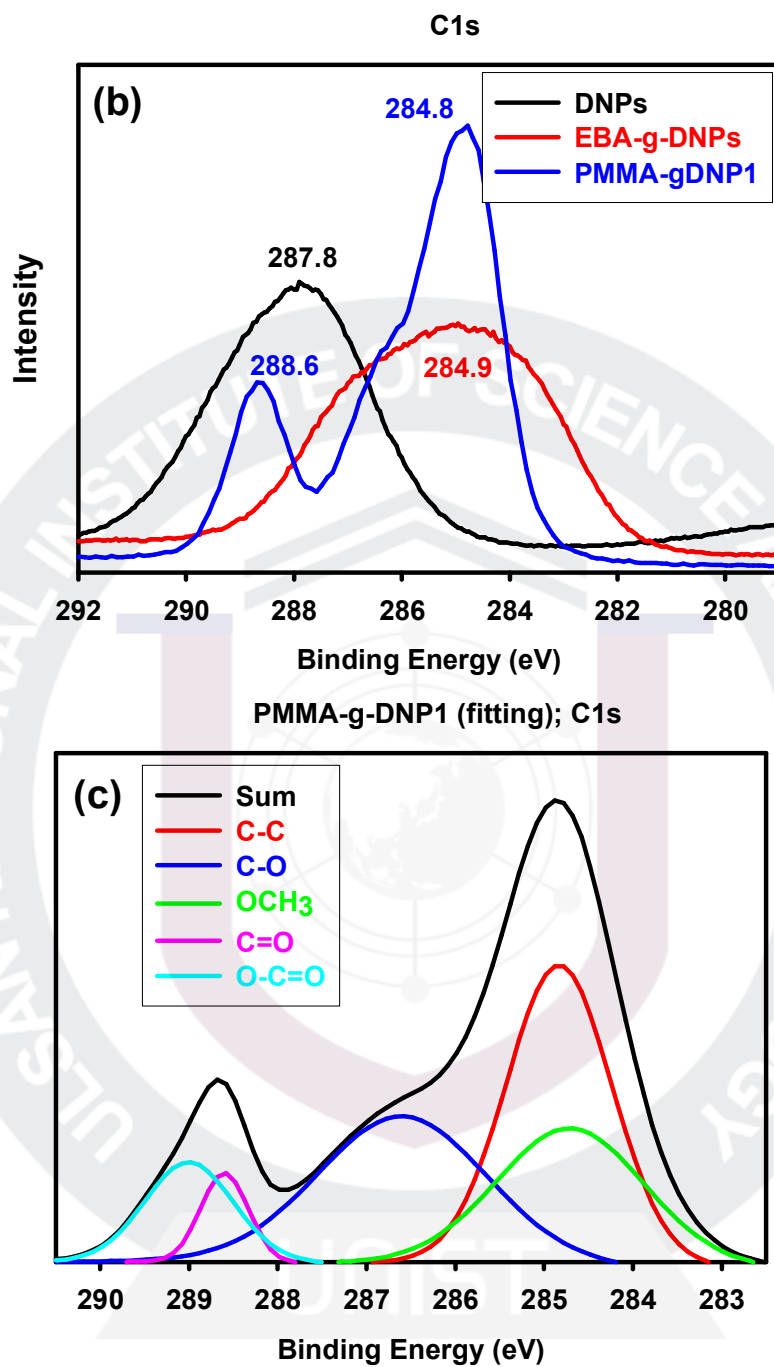 C1s
(b)
DNPs
EBA-g-DNPs
PMMA-gDNP1
284.8
287.8
288.6
284.9
Intensity
292 290 288 286 284 282 280
Binding Energy (eV)
PMMA-g-DNP1 (fitting); C1s
(c)
Sum
C-C
C-O
OCH3
C=O
O-C=O
290 289 288 287 286 285 284 283
Binding Energy (eV)
UNIST